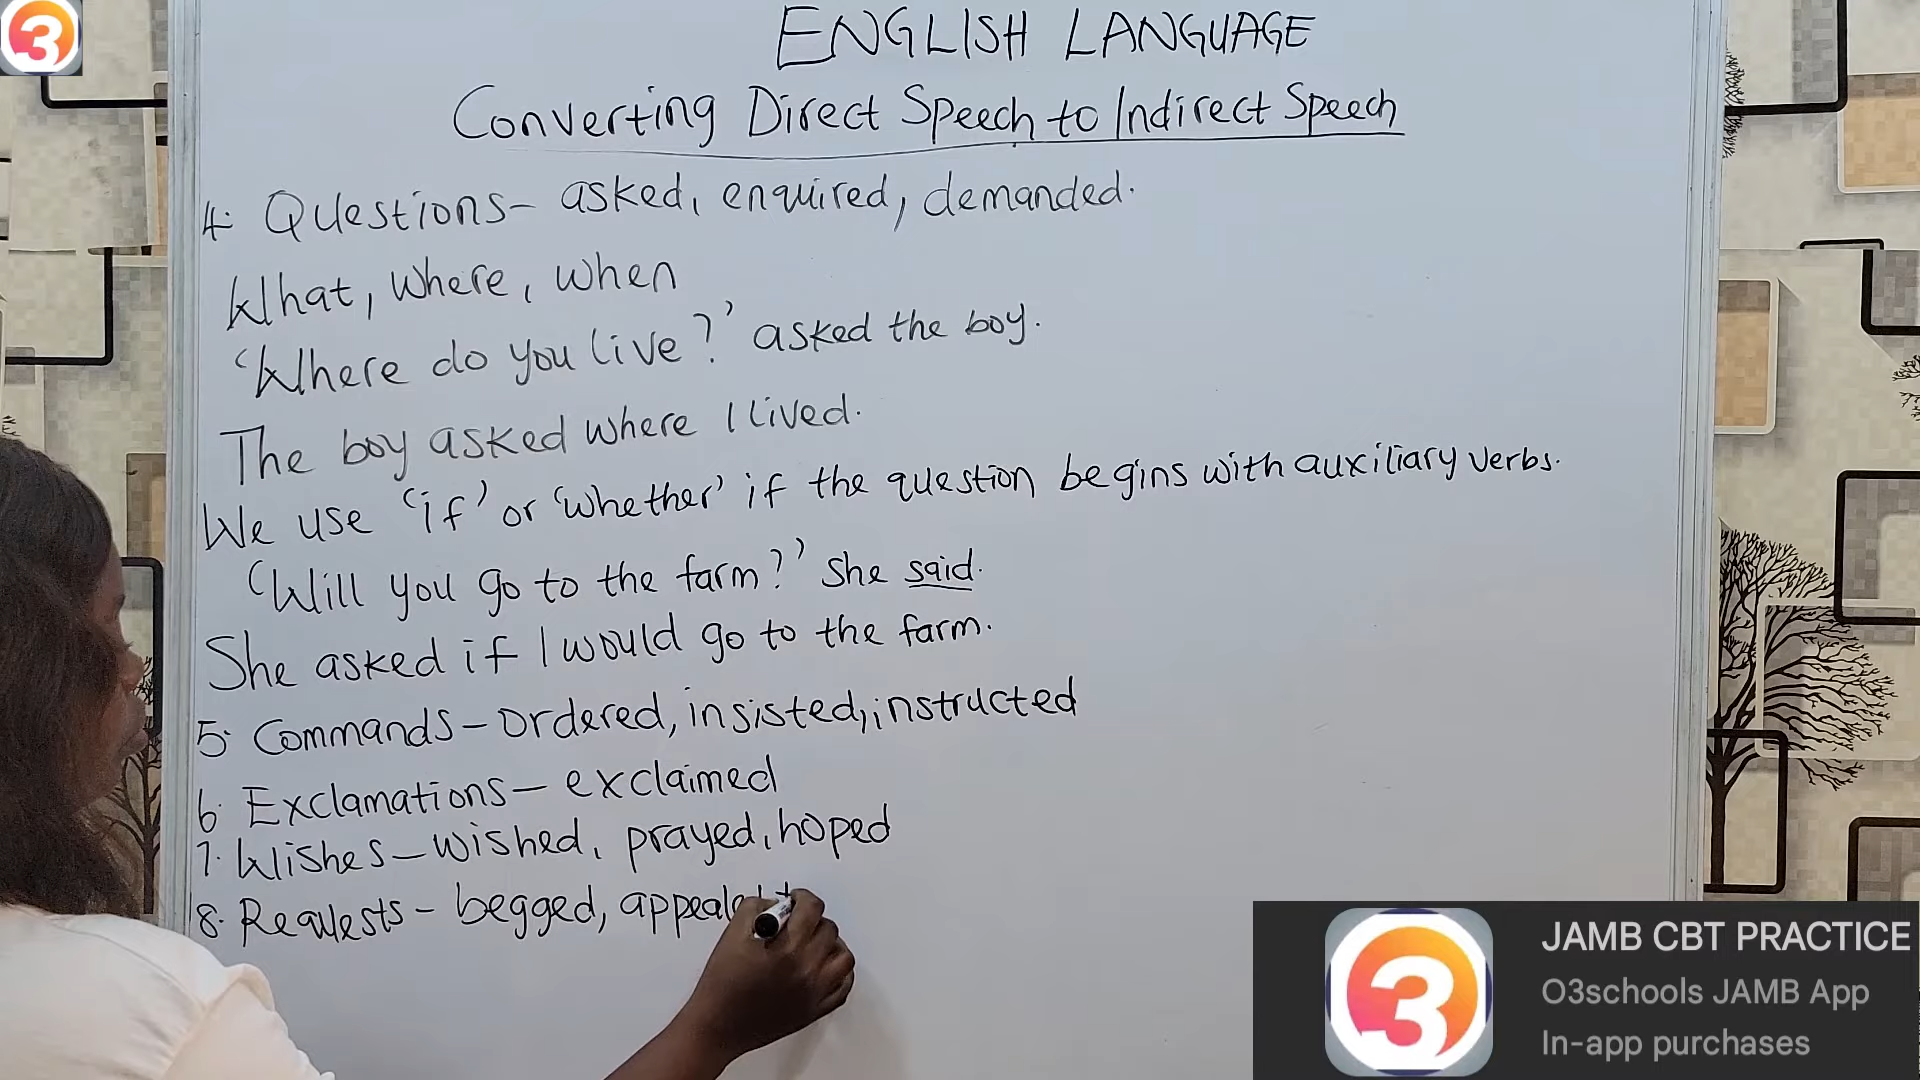 3
ENGLISH LANGUAGE
Converting Direct Speech to Indirect Speech
4. Questions- asked, enquired, demanded.
What, where, when
'Where do you live?' asked the boy.
The boy asked where I lived.
We use 'if' or 'whether' if the question begins with auxiliary verbs.
'Will you go to the farm?' she said.
She asked if I would go to the farm.
5. Commands-ordered, insisted, instructed
6. Exclamations- exclaimed
7. Wishes-wished, prayed, hoped
8. Requests- begged,
3
JAMB CBT PRACTICE
O3schools JAMB App
In-app purchases